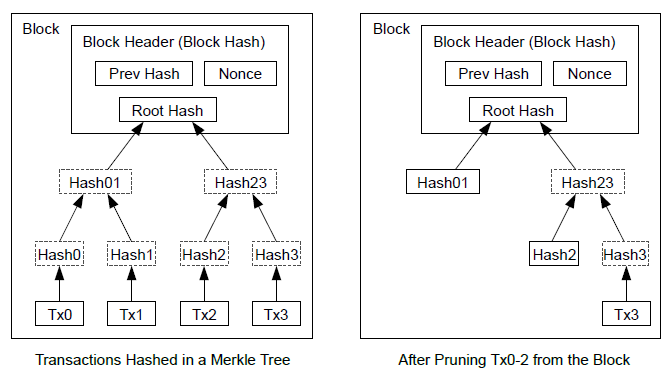 Block
Block Header (Block Hash)
Prev Hash
Nonce
Root Hash
Hash01
Hash23
Hash0
Hash1
Hash2
Hash3
Tx0
Tx1
Tx2
Tx3
Transactions Hashed in a Merkle Tree
Block
Block Header (Block Hash)
Prev Hash
Nonce
Root Hash
Hash01
Hash23
Hash2
Hash3
Tx3
After Pruning Tx0-2 from the Block